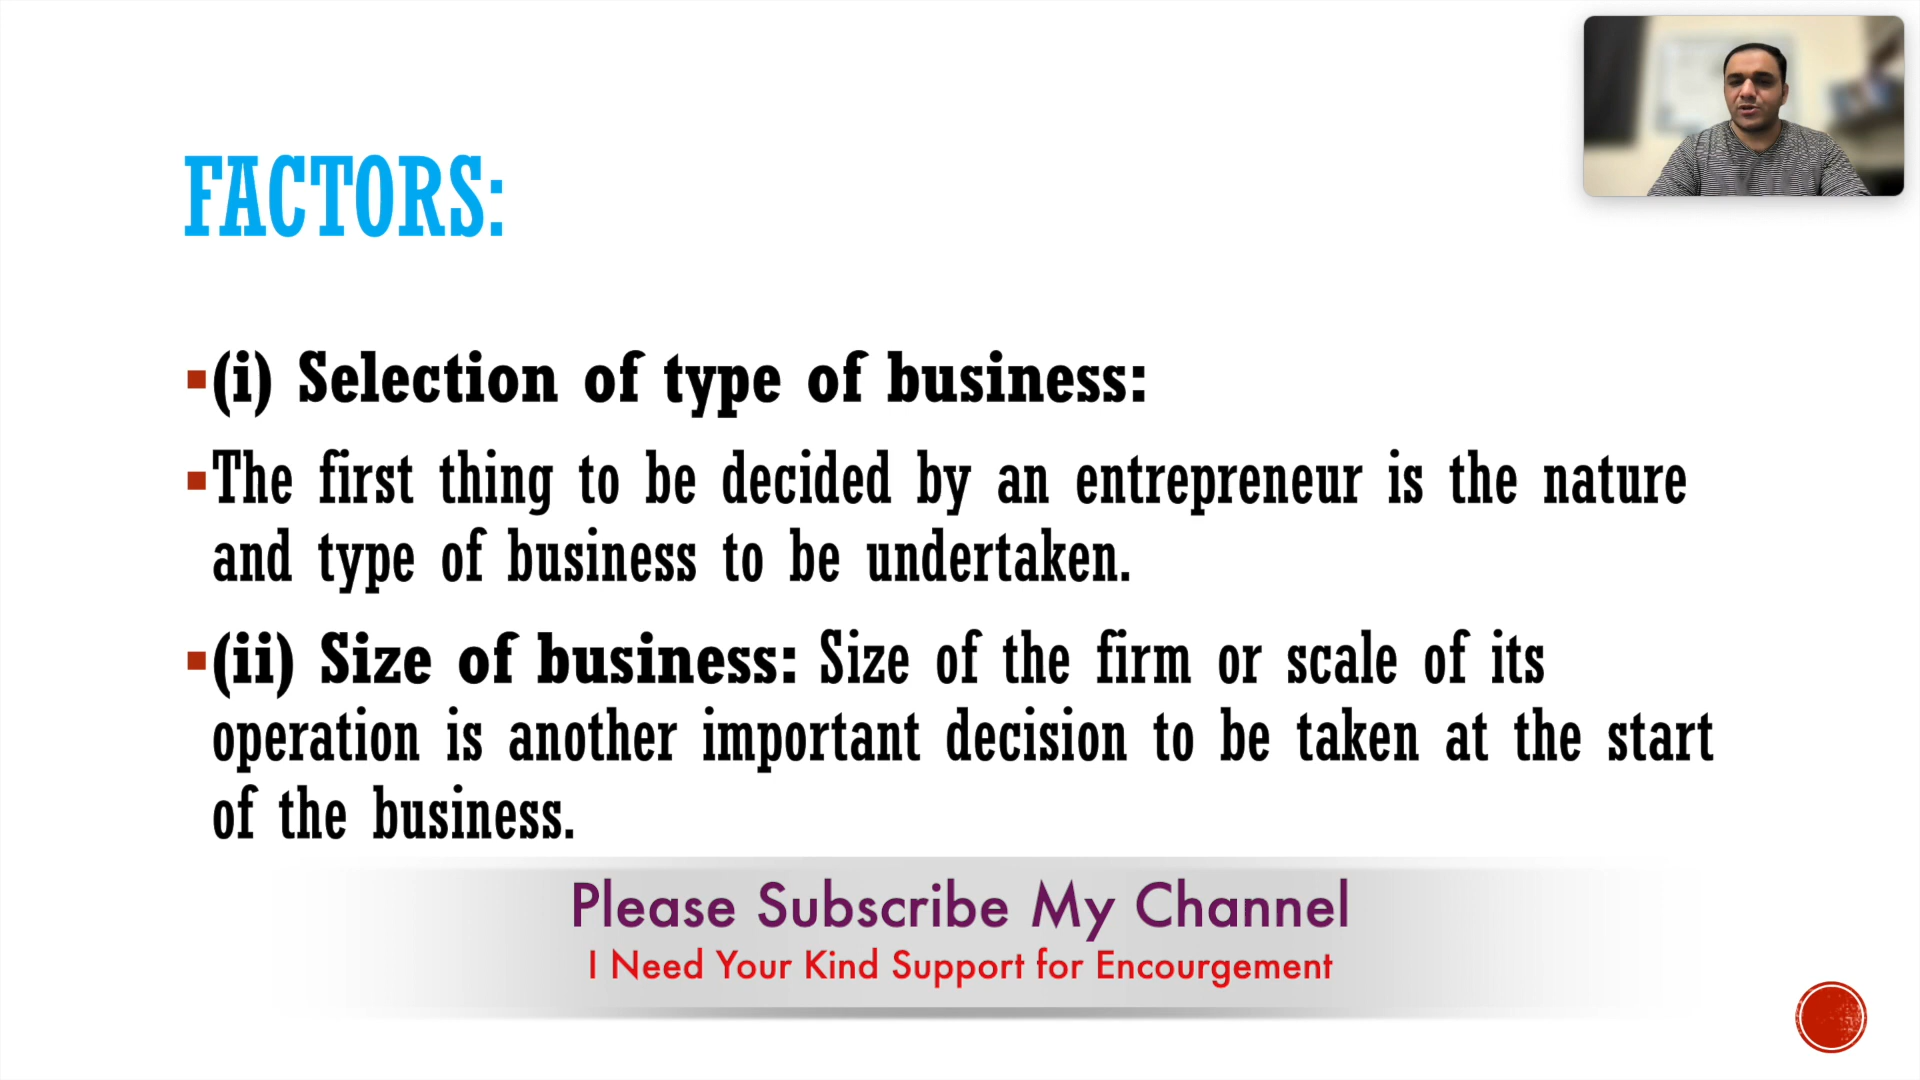 FACTORS:
(i) Selection of type of business:
The first thing to be decided by an entrepreneur is the nature
and type of business to be undertaken.
(ii) Size of business: Size of the firm or scale of its
operation is another important decision to be taken at the start
of the business.
Please Subscribe My Channel
I Need Your Kind Support for Encourgement